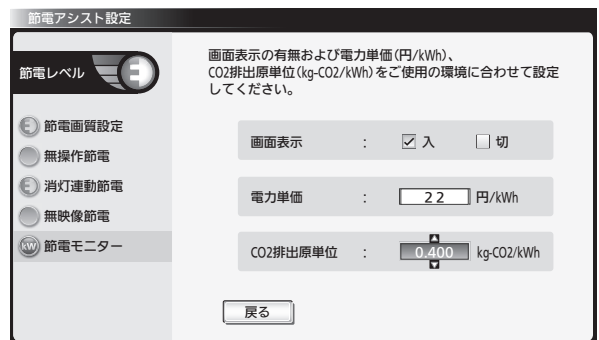 節電アシスト設定
節電レベル
節電画質設定
無操作節電
消灯連動節電
無映像節電
kW 節電モニター
画面表示の有無および電力単価(円/kWh)、
CO2排出原単位(kg-CO2/kWh)をご使用の環境に合わせて設定
してください。
画面表示 : 入 切
電力単価 : 22 円/kWh
CO2排出原単位 : 0.400 kg-CO2/kWh
戻る